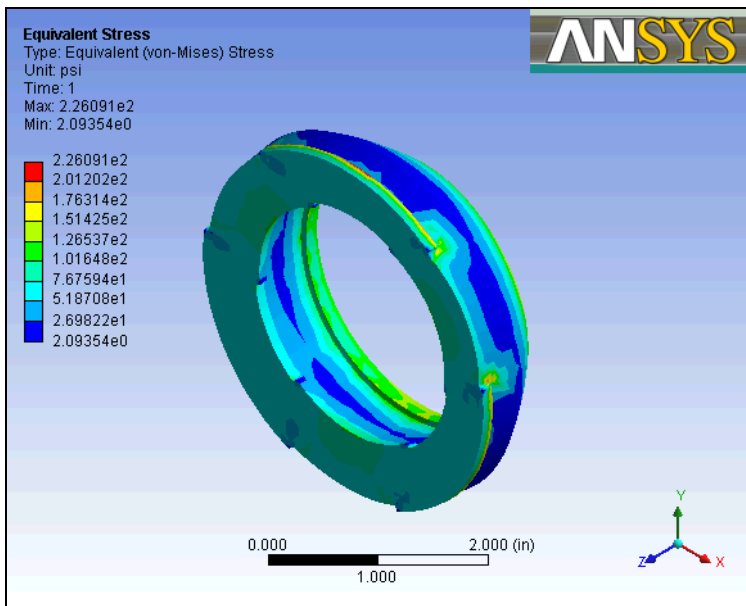 Equivalent Stress
Type: Equivalent (von-Mises) Stress
Unit: psi
Time: 1
Max: 2.26091e2
Min: 2.09354e0
ANSYS
2.26091e2
2.01202e2
1.76314e2
1.51425e2
1.26537e2
1.01648e2
7.67594e1
5.18708e1
2.69822e1
2.09354e0
0.000 2.000 (in)
1.000
Y
Z X